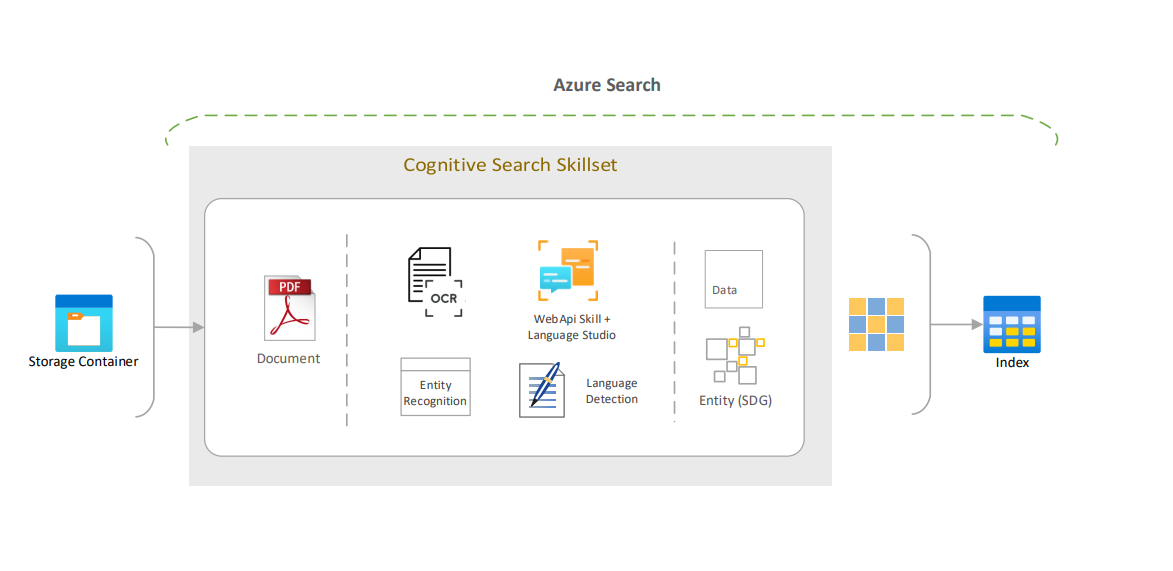 Azure Search
Cognitive Search Skillset
Storage Container
PDF
Document
OCR
WebApi Skill +
Language Studio
Entity
Recognition
Language
Detection
Data
Entity (SDG)
Index